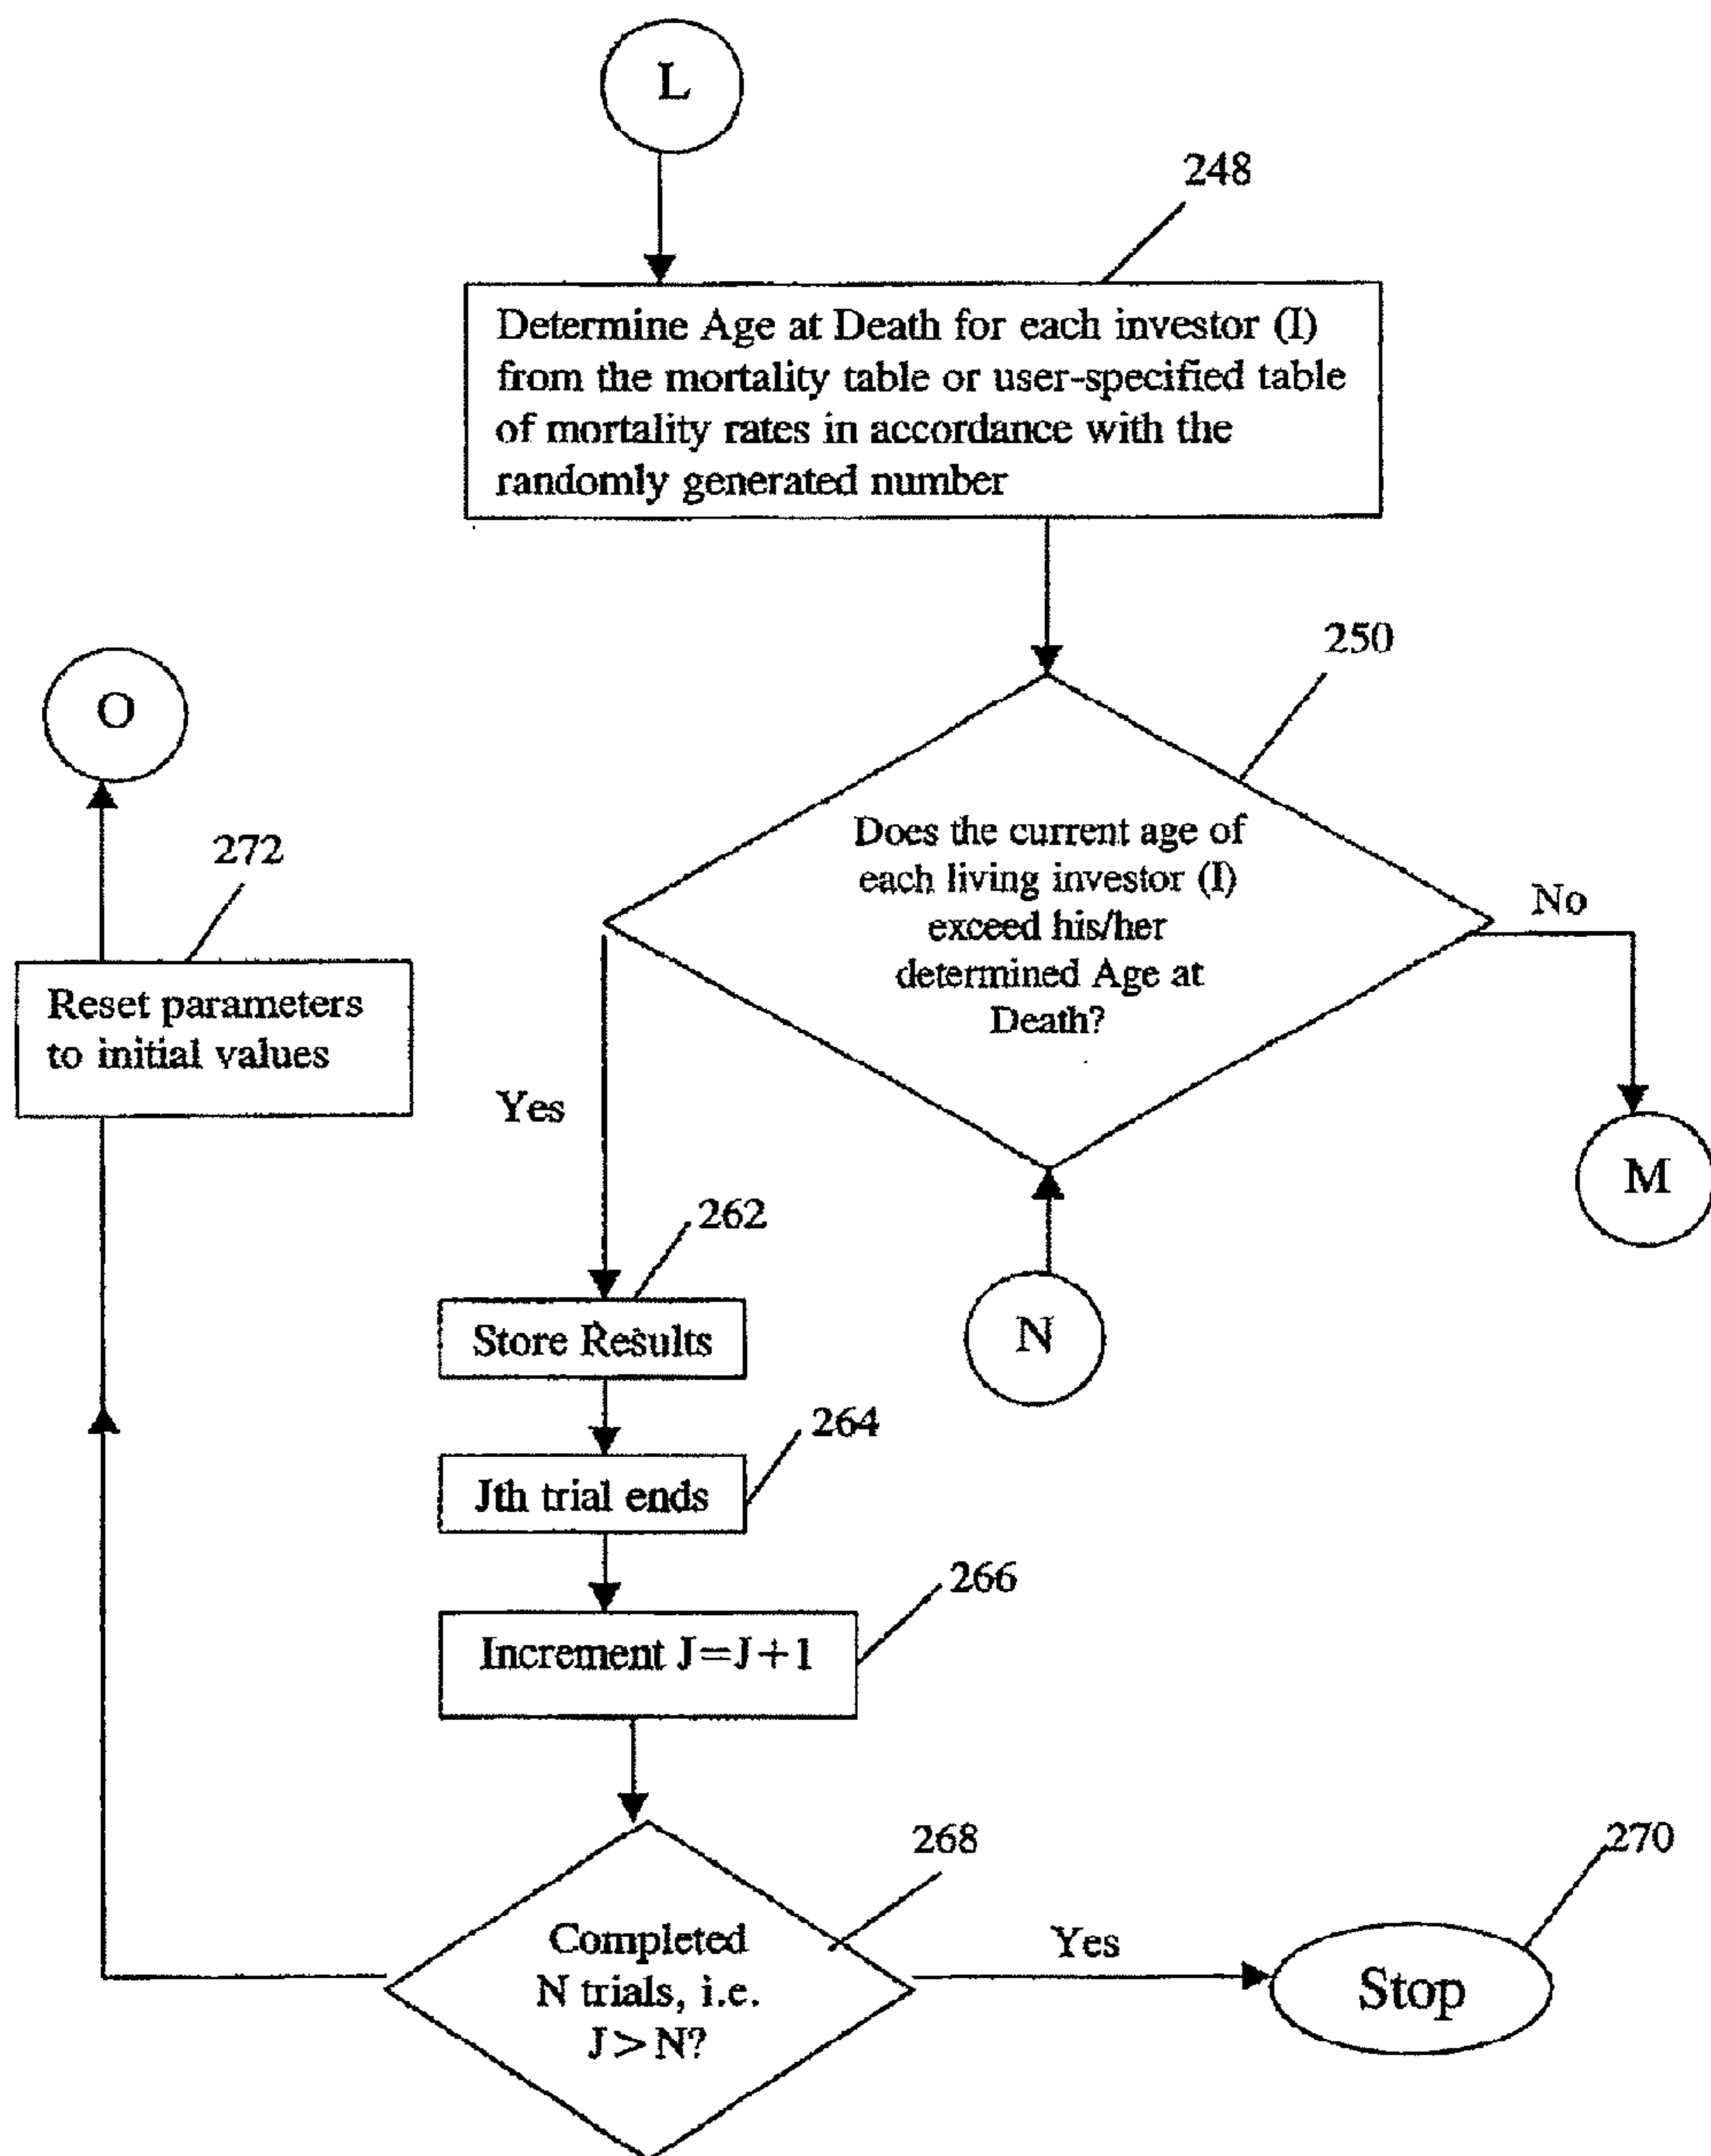 L
248
Determine Age at Death for each investor (I)
from the mortality table or user-specified table
of mortality rates in accordance with the
randomly generated number
250
O
Does the current age of
each living investor (I)
exceed his/her
determined Age at
Death?
No
272
Reset parameters
to initial values
Yes
M
262
Store Results
N
264
Jth trial ends
266
Increment J=J+1
268
Completed
N trials, i.e.
J>N?
Yes
270
Stop